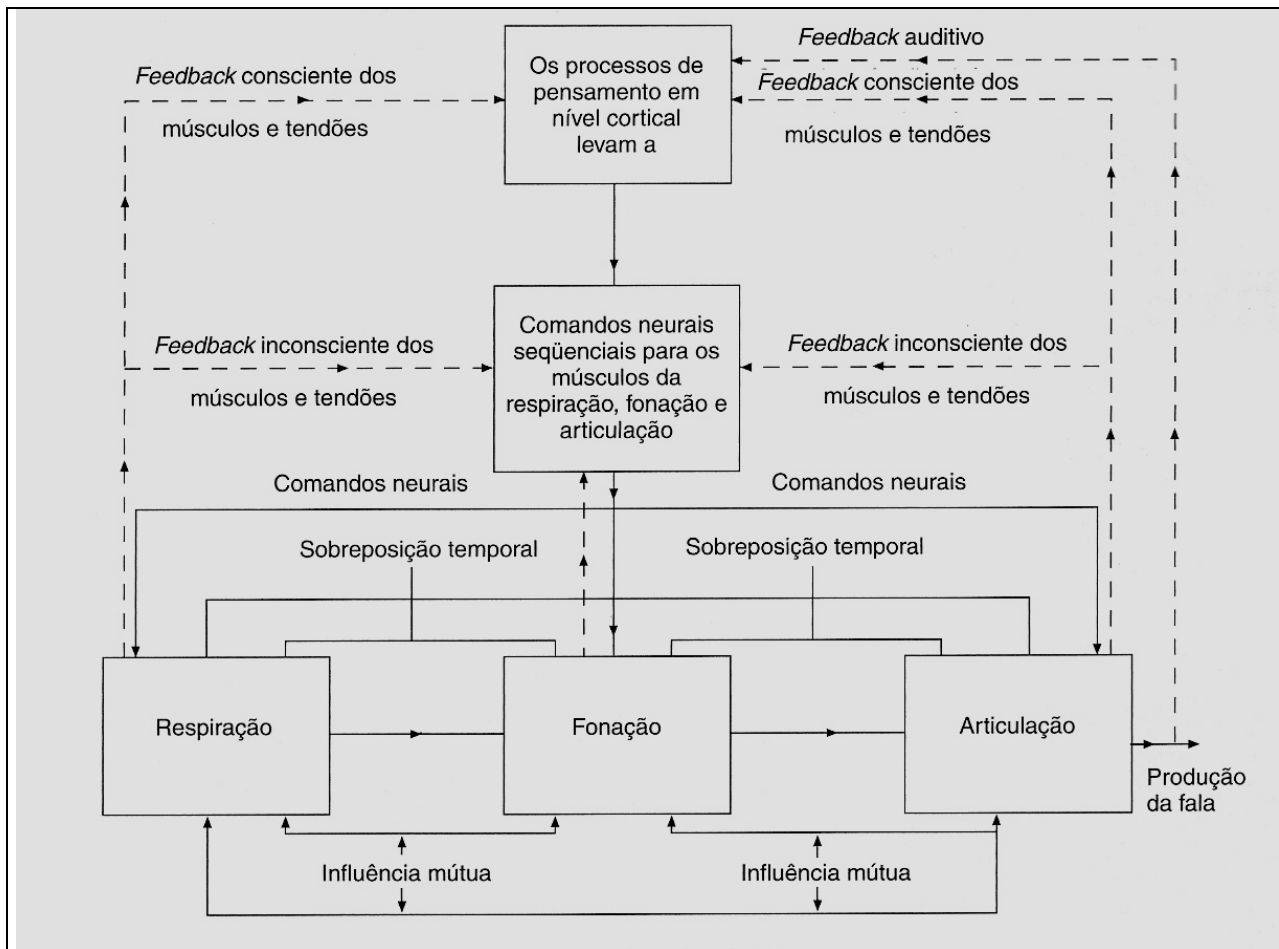 Feedback auditivo
Os processos de
pensamento em
nível cortical
levam a
Feedback consciente dos
músculos e tendões
Feedback consciente dos
músculos e tendões
Comandos neurais
seqüenciais para os
músculos da
respiração, fonação e
articulação
Feedback inconsciente dos
músculos e tendões
Feedback inconsciente dos
músculos e tendões
Comandos neurais
Comandos neurais
Sobreposição temporal
Sobreposição temporal
Respiração
Fonação
Articulação
Produção
da fala
Influência mútua
Influência mútua